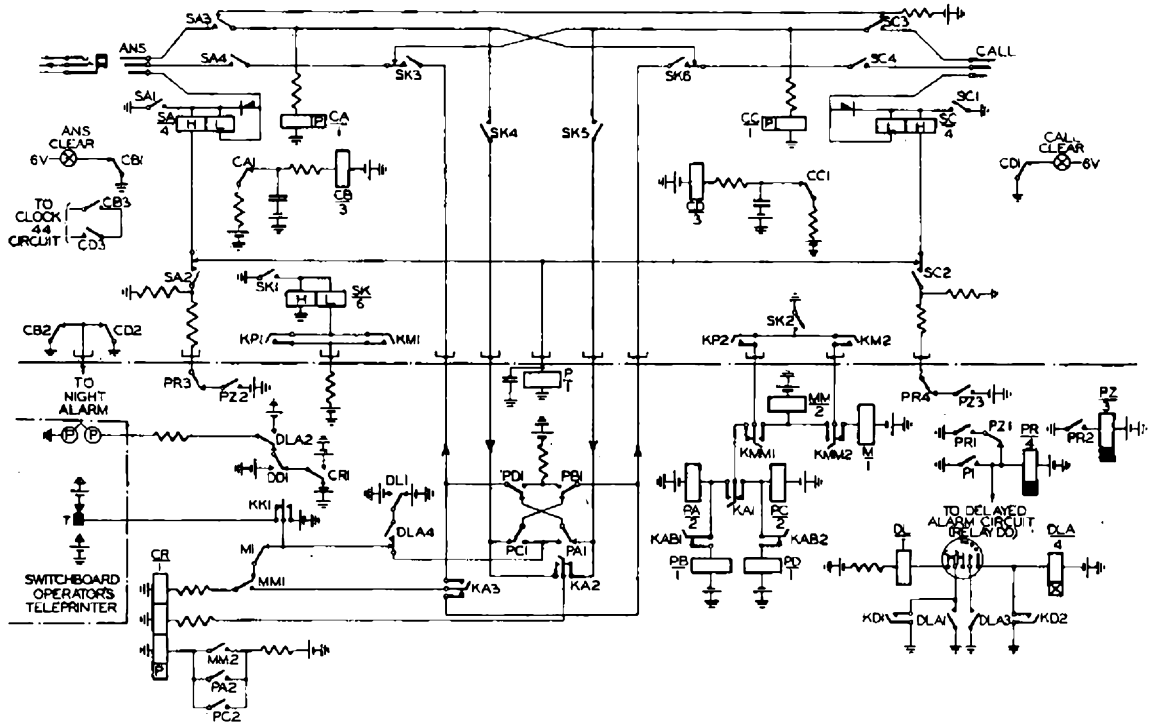 SA3
SC3
ANS
SA4
SK3
SK6
SC4
CALL
SA1
SA
4
H L
P
CA
1
SK4
SK5
CC
1
P
SC1
L H
SC
4
ANS
CLEAR
6V
CB1
CA1
CB
3
CD
3
CC1
CD1
CALL
CLEAR
6V
TO
CLOCK
44
CIRCUIT
CB3
CD3
SA2
SK1
H L
SK
6
SC2
SK2
CB2
CD2
KP1
KM1
KP2
KM2
TO
NIGHT
ALARM
PR3
PZ2
P
T
MM
2
PR4
PZ3
P P
DLA2
DD1
CR1
KMM1
KMM2
M
1
PR1
PZ1
P1
PR
4
PR2
PZ
3
KK1
DL1
DLA4
PD1
PB1
PC1
PA1
PA
2
KA1
PC
2
KAB1
KAB2
PB
1
PD
1
TO DELAYED
ALARM CIRCUIT
(RELAY DD)
DL
1
DLA
4
T
SWITCHBOARD
OPERATOR'S
TELEPRINTER
CR
1
M1
MM1
KA3
KA2
KD1
DLA1
DLA3
KD2
P
MM2
PA2
PC2